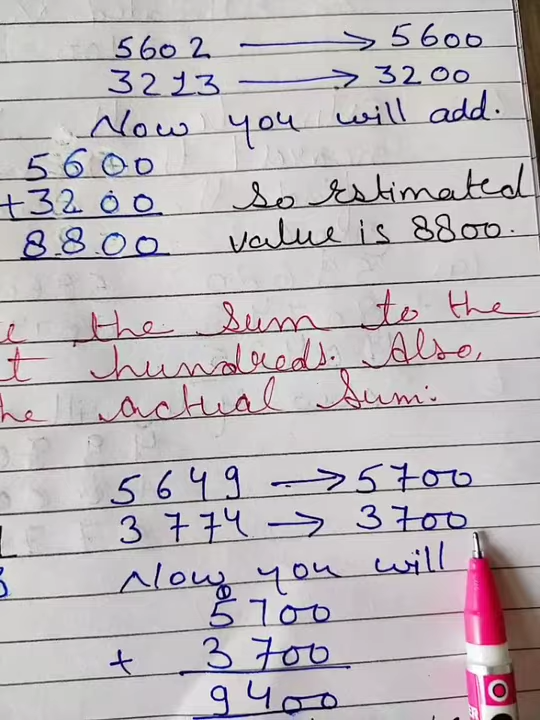 5602 → 5600
3213 → 3200
Now you will add.
5600
+3200 So estimated
8800 value is 8800.
the sum to the
hundreds. Also,
actual sum:
5649 → 5700
3774 → 3700
Now you will
1
5700
+ 3700
9400